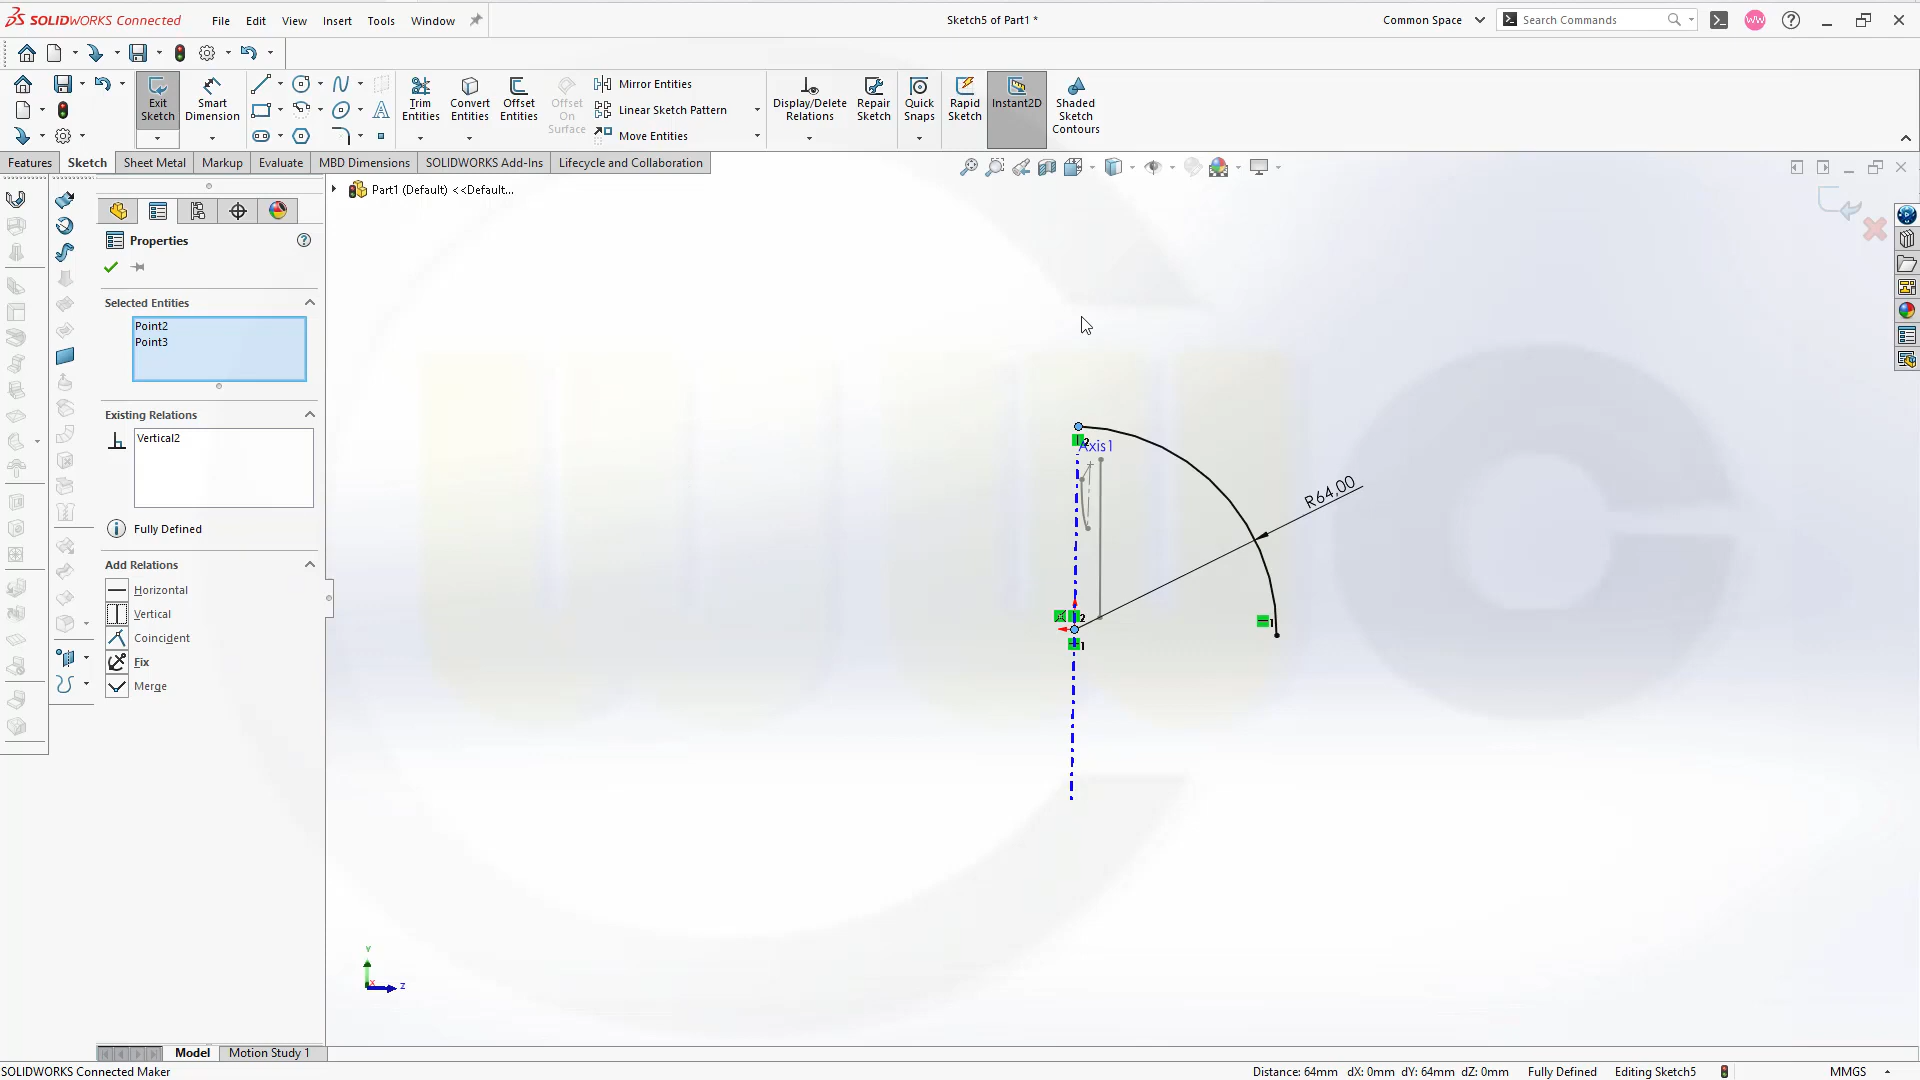 SOLIDWORKS Connected
File
Edit
View
Insert
Tools
Window
Sketch5 of Part1 *
Common Space
Search Commands
WW
Exit Sketch
Smart Dimension
Trim Entities
Convert Entities
Offset Entities
Offset On Surface
Mirror Entities
Linear Sketch Pattern
Move Entities
Display/Delete Relations
Repair Sketch
Quick Snaps
Rapid Sketch
Instant2D
Shaded Sketch Contours
Features
Sketch
Sheet Metal
Markup
Evaluate
MBD Dimensions
SOLIDWORKS Add-Ins
Lifecycle and Collaboration
Part1 (Default) <<Default...
Properties
Selected Entities
Point2
Point3
Existing Relations
Vertical2
Fully Defined
Add Relations
Horizontal
Vertical
Coincident
Fix
Merge
2
Axis1
R64,00
2
1
1
Y
X
Z
Model
Motion Study 1
SOLIDWORKS Connected Maker
Distance: 64mm dX: 0mm dY: 64mm dZ: 0mm
Fully Defined
Editing Sketch5
MMGS